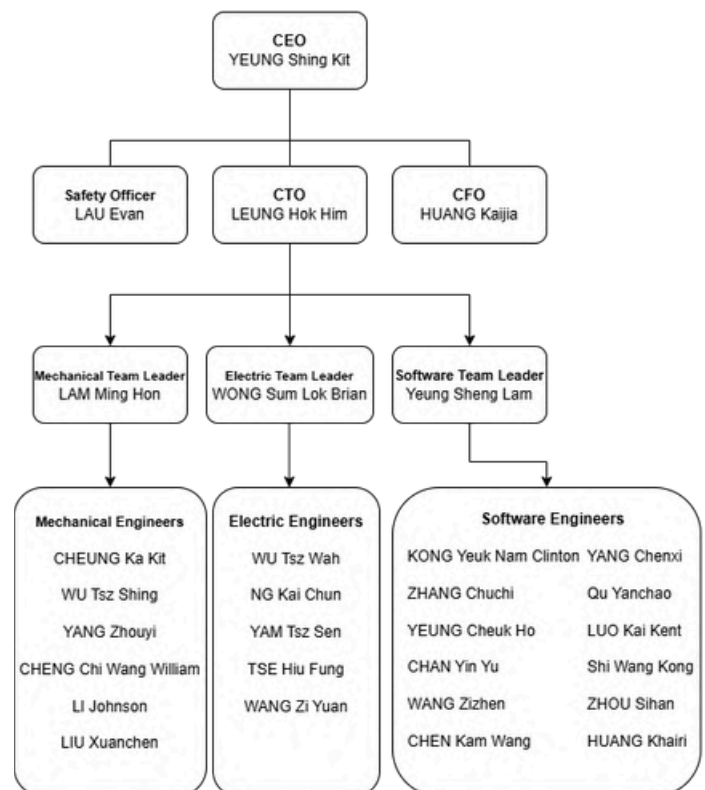 CEO
YEUNG Shing Kit
Safety Officer
LAU Evan
CTO
LEUNG Hok Him
CFO
HUANG Kaijia
Mechanical Team Leader
LAM Ming Hon
Electric Team Leader
WONG Sum Lok Brian
Software Team Leader
Yeung Sheng Lam
Mechanical Engineers
CHEUNG Ka Kit
WU Tsz Shing
YANG Zhouyi
CHENG Chi Wang William
LI Johnson
LIU Xuanchen
Electric Engineers
WU Tsz Wah
NG Kai Chun
YAM Tsz Sen
TSE Hiu Fung
WANG Zi Yuan
Software Engineers
KONG Yeuk Nam Clinton YANG Chenxi
ZHANG Chuchi Qu Yanchao
YEUNG Cheuk Ho LUO Kai Kent
CHAN Yin Yu Shi Wang Kong
WANG Zizhen ZHOU Sihan
CHEN Kam Wang HUANG Khairi